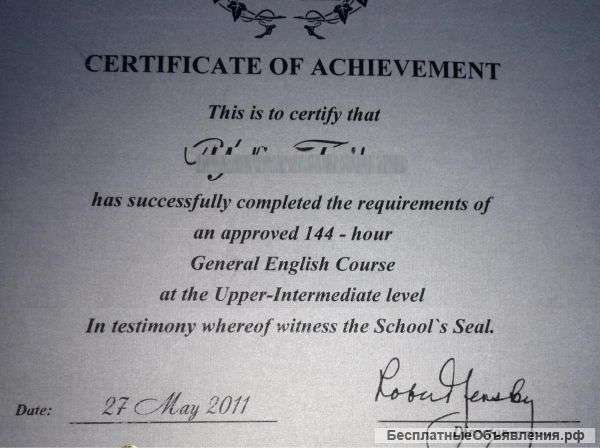 CERTIFICATE OF ACHIEVEMENT
This is to certify that
has successfully completed the requirements of
an approved 144 - hour
General English Course
at the Upper-Intermediate level
In testimony whereof witness the School`s Seal.
Date: 27 May 2011
БесплатныеОбъявления.рф